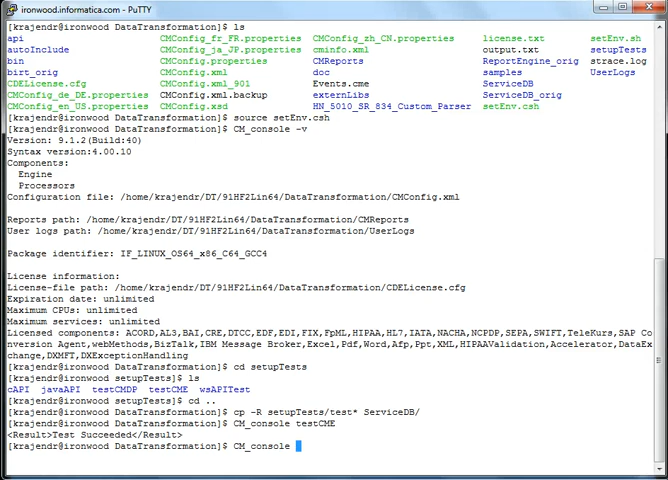 ironwood.informatica.com - PuTTY
[krajendr@ironwood DataTransformation]$ ls
api CMConfig_fr_FR.properties CMConfig_zh_CN.properties license.txt setEnv.sh
autoInclude CMConfig_ja_JP.properties cminfo.xml output.txt setupTests
bin CMConfig.properties CMReports ReportEngine_orig strace.log
birt_orig CMConfig.xml doc samples UserLogs
CDELicense.cfg CMConfig.xml_901 Events.cme ServiceDB
CMConfig_de_DE.properties CMConfig.xml.backup externLibs ServiceDB_orig
CMConfig_en_US.properties CMConfig.xsd HN_5010_SR_834_Custom_Parser setEnv.csh
[krajendr@ironwood DataTransformation]$ source setEnv.csh
[krajendr@ironwood DataTransformation]$ CM_console -v
Version: 9.1.2(Build:40)
Syntax version:4.00.10
Components:
Engine
Processors
Configuration file: /home/krajendr/DT/91HF2Lin64/DataTransformation/CMConfig.xml
Reports path: /home/krajendr/DT/91HF2Lin64/DataTransformation/CMReports
User logs path: /home/krajendr/DT/91HF2Lin64/DataTransformation/UserLogs
Package identifier: IF_LINUX_OS64_x86_C64_GCC4
License information:
License-file path: /home/krajendr/DT/91HF2Lin64/DataTransformation/CDELicense.cfg
Expiration date: unlimited
Maximum CPUs: unlimited
Maximum services: unlimited
Licensed components: ACORD,AL3,BAI,CRE,DTCC,EDF,EDI,FIX,FpML,HIPAA,HL7,IATA,NACHA,NCPDP,SEPA,SWIFT,TeleKurs,SAP Co
nversion Agent,webMethods,BizTalk,IBM Message Broker,Excel,Pdf,Word,Afp,Ppt,XML,HIPAAValidation,Accelerator,DataEx
change,DXMFT,DXExceptionHandling
[krajendr@ironwood DataTransformation]$ cd setupTests
[krajendr@ironwood setupTests]$ ls
cAPI javaAPI testCMDP testCME wsAPITest
[krajendr@ironwood setupTests]$ cd ..
[krajendr@ironwood DataTransformation]$ cp -R setupTests/test* ServiceDB/
[krajendr@ironwood DataTransformation]$ CM_console testCME
<Result>Test Succeeded</Result>
[krajendr@ironwood DataTransformation]$ CM_console